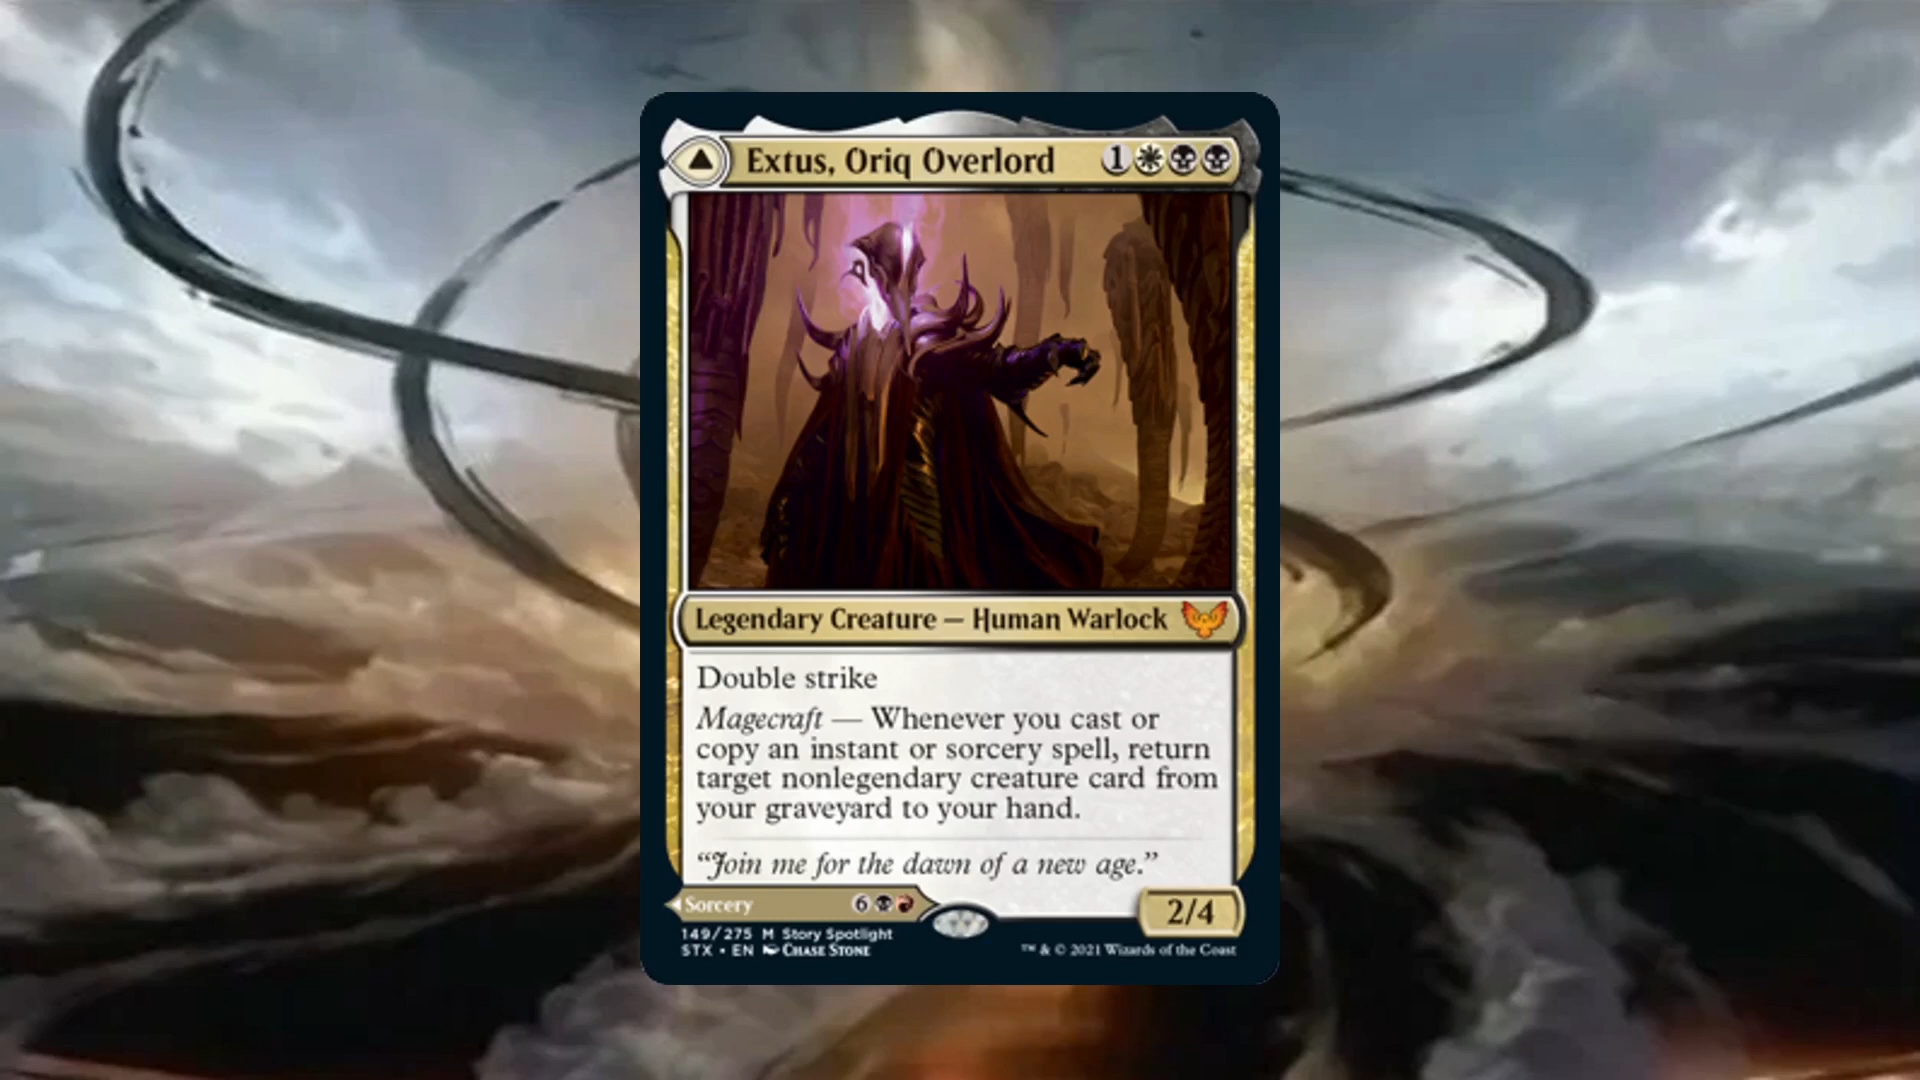 Extus, Oriq Overlord 1
Legendary Creature — Human Warlock
Double strike
Magecraft — Whenever you cast or
copy an instant or sorcery spell, return
target nonlegendary creature card from
your graveyard to your hand.
“Join me for the dawn of a new age.”
Sorcery 6
2/4
149/275 M Story Spotlight
STX • EN Chase Stone
™ & © 2021 Wizards of the Coast